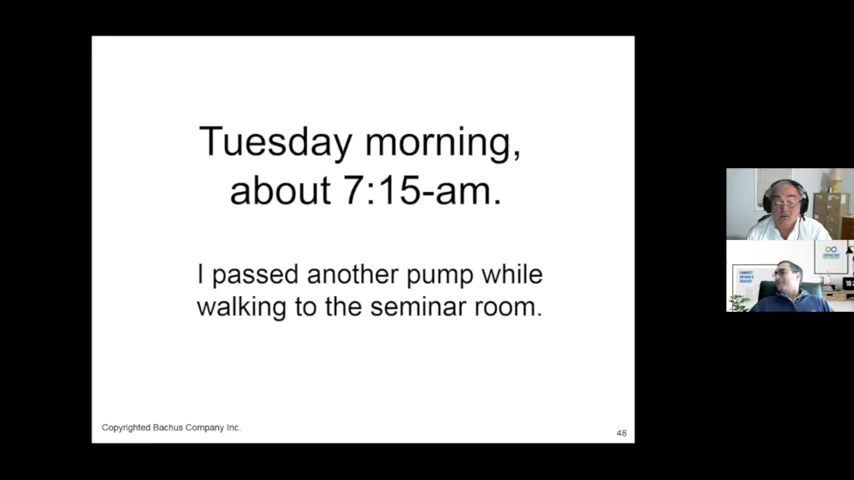 Tuesday morning,
about 7:15-am.
I passed another pump while
walking to the seminar room.
Copyrighted Bachus Company Inc.
48